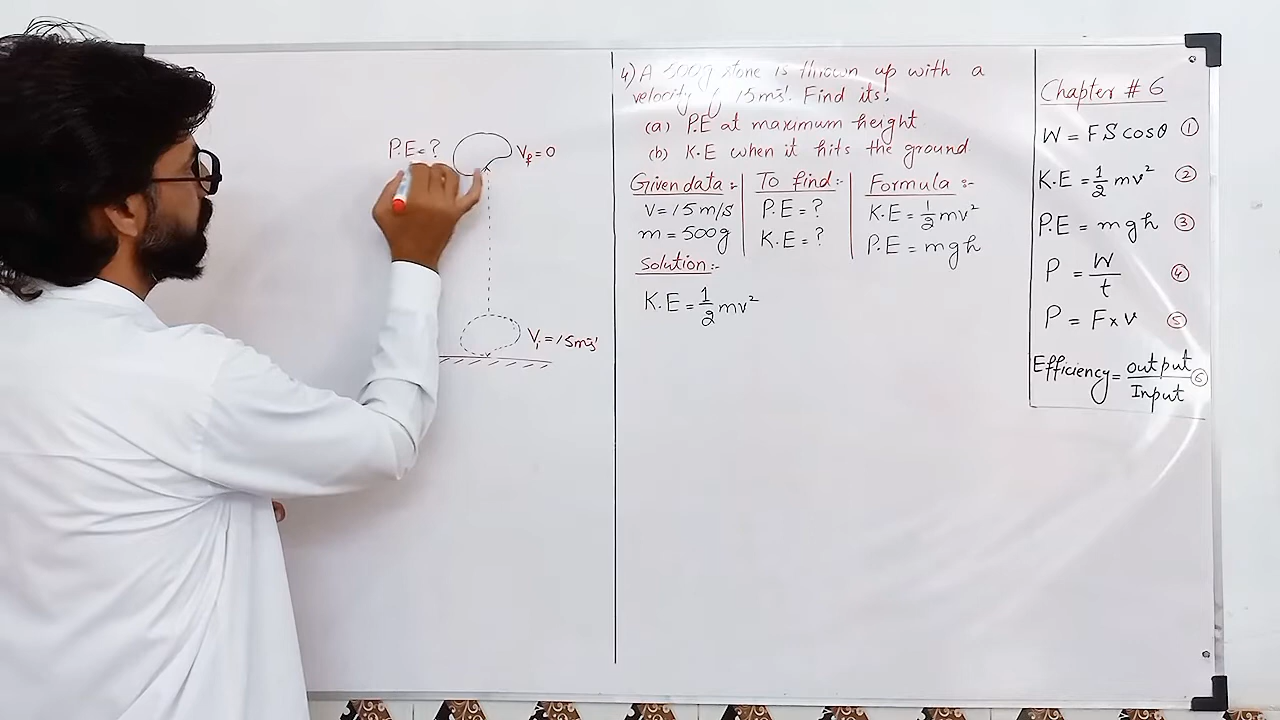 P.E = ?
Vf = 0
Vi = 15ms⁻¹
4) A 500g stone is thrown up with a
velocity of 15ms⁻¹. Find its:
(a) P.E at maximum height.
(b) K.E when it hits the ground
Given data:-
V = 15 m/s
m = 500g
To find:-
P.E = ?
K.E = ?
Formula:-
K.E = 1/2 mv²
P.E = mgh
Solution:-
K.E = 1/2 mv²
Chapter # 6
W = FS cosθ ①
K.E = 1/2 mv² ②
P.E = mgh ③
P = W/t ④
P = F×v ⑤
Efficiency = output/Input ⑥